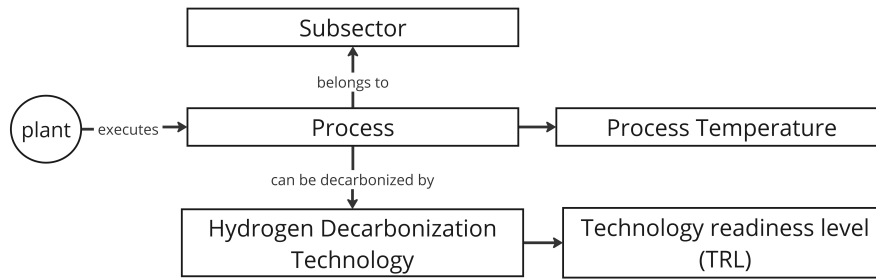 Subsector
belongs to
plant
executes
Process
Process Temperature
can be decarbonized by
Hydrogen Decarbonization
Technology
Technology readiness level
(TRL)